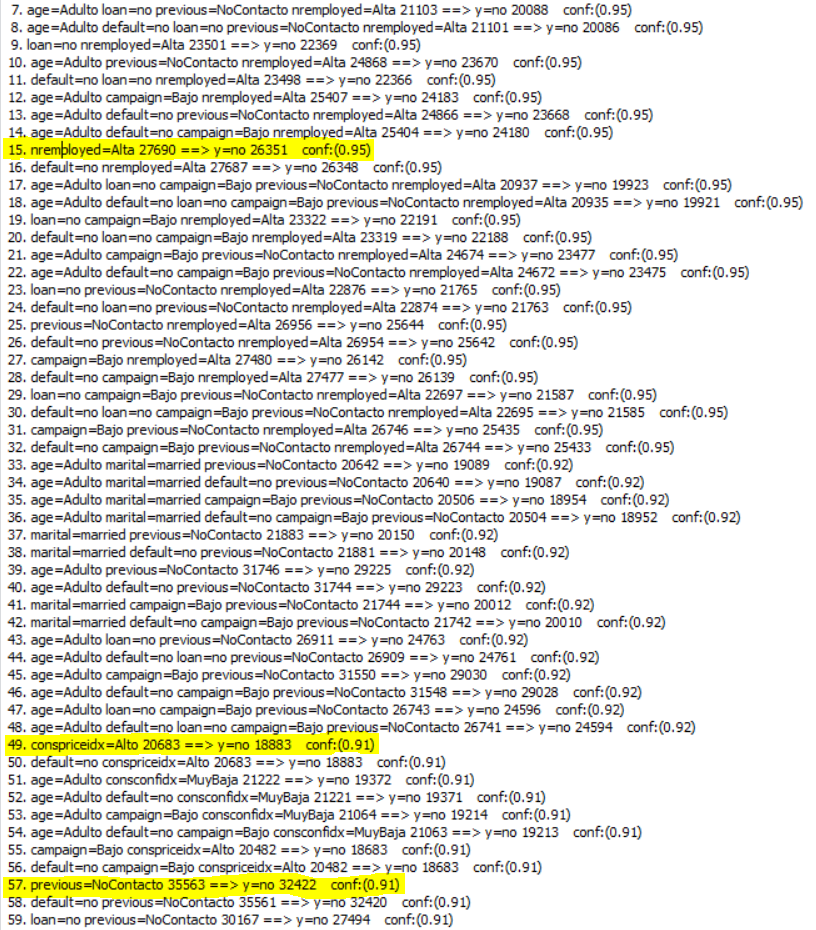 7. age=Adulto loan=no previous=NoContacto nremployed=Alta 21103 ==> y=no 20088 conf:(0.95)
8. age=Adulto default=no loan=no previous=NoContacto nremployed=Alta 21101 ==> y=no 20086 conf:(0.95)
9. loan=no nremployed=Alta 23501 ==> y=no 22369 conf:(0.95)
10. age=Adulto previous=NoContacto nremployed=Alta 24868 ==> y=no 23670 conf:(0.95)
11. default=no loan=no nremployed=Alta 23498 ==> y=no 22366 conf:(0.95)
12. age=Adulto campaign=Bajo nremployed=Alta 25407 ==> y=no 24183 conf:(0.95)
13. age=Adulto default=no previous=NoContacto nremployed=Alta 24866 ==> y=no 23668 conf:(0.95)
14. age=Adulto default=no campaign=Bajo nremployed=Alta 25404 ==> y=no 24180 conf:(0.95)
15. nremployed=Alta 27690 ==> y=no 26351 conf:(0.95)
16. default=no nremployed=Alta 27687 ==> y=no 26348 conf:(0.95)
17. age=Adulto loan=no campaign=Bajo previous=NoContacto nremployed=Alta 20937 ==> y=no 19923 conf:(0.95)
18. age=Adulto default=no loan=no campaign=Bajo previous=NoContacto nremployed=Alta 20935 ==> y=no 19921 conf:(0.95)
19. loan=no campaign=Bajo nremployed=Alta 23322 ==> y=no 22191 conf:(0.95)
20. default=no loan=no campaign=Bajo nremployed=Alta 23319 ==> y=no 22188 conf:(0.95)
21. age=Adulto campaign=Bajo previous=NoContacto nremployed=Alta 24674 ==> y=no 23477 conf:(0.95)
22. age=Adulto default=no campaign=Bajo previous=NoContacto nremployed=Alta 24672 ==> y=no 23475 conf:(0.95)
23. loan=no previous=NoContacto nremployed=Alta 22876 ==> y=no 21765 conf:(0.95)
24. default=no loan=no previous=NoContacto nremployed=Alta 22874 ==> y=no 21763 conf:(0.95)
25. previous=NoContacto nremployed=Alta 26956 ==> y=no 25644 conf:(0.95)
26. default=no previous=NoContacto nremployed=Alta 26954 ==> y=no 25642 conf:(0.95)
27. campaign=Bajo nremployed=Alta 27480 ==> y=no 26142 conf:(0.95)
28. default=no campaign=Bajo nremployed=Alta 27477 ==> y=no 26139 conf:(0.95)
29. loan=no campaign=Bajo previous=NoContacto nremployed=Alta 22697 ==> y=no 21587 conf:(0.95)
30. default=no loan=no campaign=Bajo previous=NoContacto nremployed=Alta 22695 ==> y=no 21585 conf:(0.95)
31. campaign=Bajo previous=NoContacto nremployed=Alta 26746 ==> y=no 25435 conf:(0.95)
32. default=no campaign=Bajo previous=NoContacto nremployed=Alta 26744 ==> y=no 25433 conf:(0.95)
33. age=Adulto marital=married previous=NoContacto 20642 ==> y=no 19089 conf:(0.92)
34. age=Adulto marital=married default=no previous=NoContacto 20640 ==> y=no 19087 conf:(0.92)
35. age=Adulto marital=married campaign=Bajo previous=NoContacto 20506 ==> y=no 18954 conf:(0.92)
36. age=Adulto marital=married default=no campaign=Bajo previous=NoContacto 20504 ==> y=no 18952 conf:(0.92)
37. marital=married previous=NoContacto 21883 ==> y=no 20150 conf:(0.92)
38. marital=married default=no previous=NoContacto 21881 ==> y=no 20148 conf:(0.92)
39. age=Adulto previous=NoContacto 31746 ==> y=no 29225 conf:(0.92)
40. age=Adulto default=no previous=NoContacto 31744 ==> y=no 29223 conf:(0.92)
41. marital=married campaign=Bajo previous=NoContacto 21744 ==> y=no 20012 conf:(0.92)
42. marital=married default=no campaign=Bajo previous=NoContacto 21742 ==> y=no 20010 conf:(0.92)
43. age=Adulto loan=no previous=NoContacto 26911 ==> y=no 24763 conf:(0.92)
44. age=Adulto default=no loan=no previous=NoContacto 26909 ==> y=no 24761 conf:(0.92)
45. age=Adulto campaign=Bajo previous=NoContacto 31550 ==> y=no 29030 conf:(0.92)
46. age=Adulto default=no campaign=Bajo previous=NoContacto 31548 ==> y=no 29028 conf:(0.92)
47. age=Adulto loan=no campaign=Bajo previous=NoContacto 26743 ==> y=no 24596 conf:(0.92)
48. age=Adulto default=no loan=no campaign=Bajo previous=NoContacto 26741 ==> y=no 24594 conf:(0.92)
49. conspriceidx=Alto 20683 ==> y=no 18883 conf:(0.91)
50. default=no conspriceidx=Alto 20683 ==> y=no 18883 conf:(0.91)
51. age=Adulto consconfidx=MuyBaja 21222 ==> y=no 19372 conf:(0.91)
52. age=Adulto default=no consconfidx=MuyBaja 21221 ==> y=no 19371 conf:(0.91)
53. age=Adulto campaign=Bajo consconfidx=MuyBaja 21064 ==> y=no 19214 conf:(0.91)
54. age=Adulto default=no campaign=Bajo consconfidx=MuyBaja 21063 ==> y=no 19213 conf:(0.91)
55. campaign=Bajo conspriceidx=Alto 20482 ==> y=no 18683 conf:(0.91)
56. default=no campaign=Bajo conspriceidx=Alto 20482 ==> y=no 18683 conf:(0.91)
57. previous=NoContacto 35563 ==> y=no 32422 conf:(0.91)
58. default=no previous=NoContacto 35561 ==> y=no 32420 conf:(0.91)
59. loan=no previous=NoContacto 30167 ==> y=no 27494 conf:(0.91)